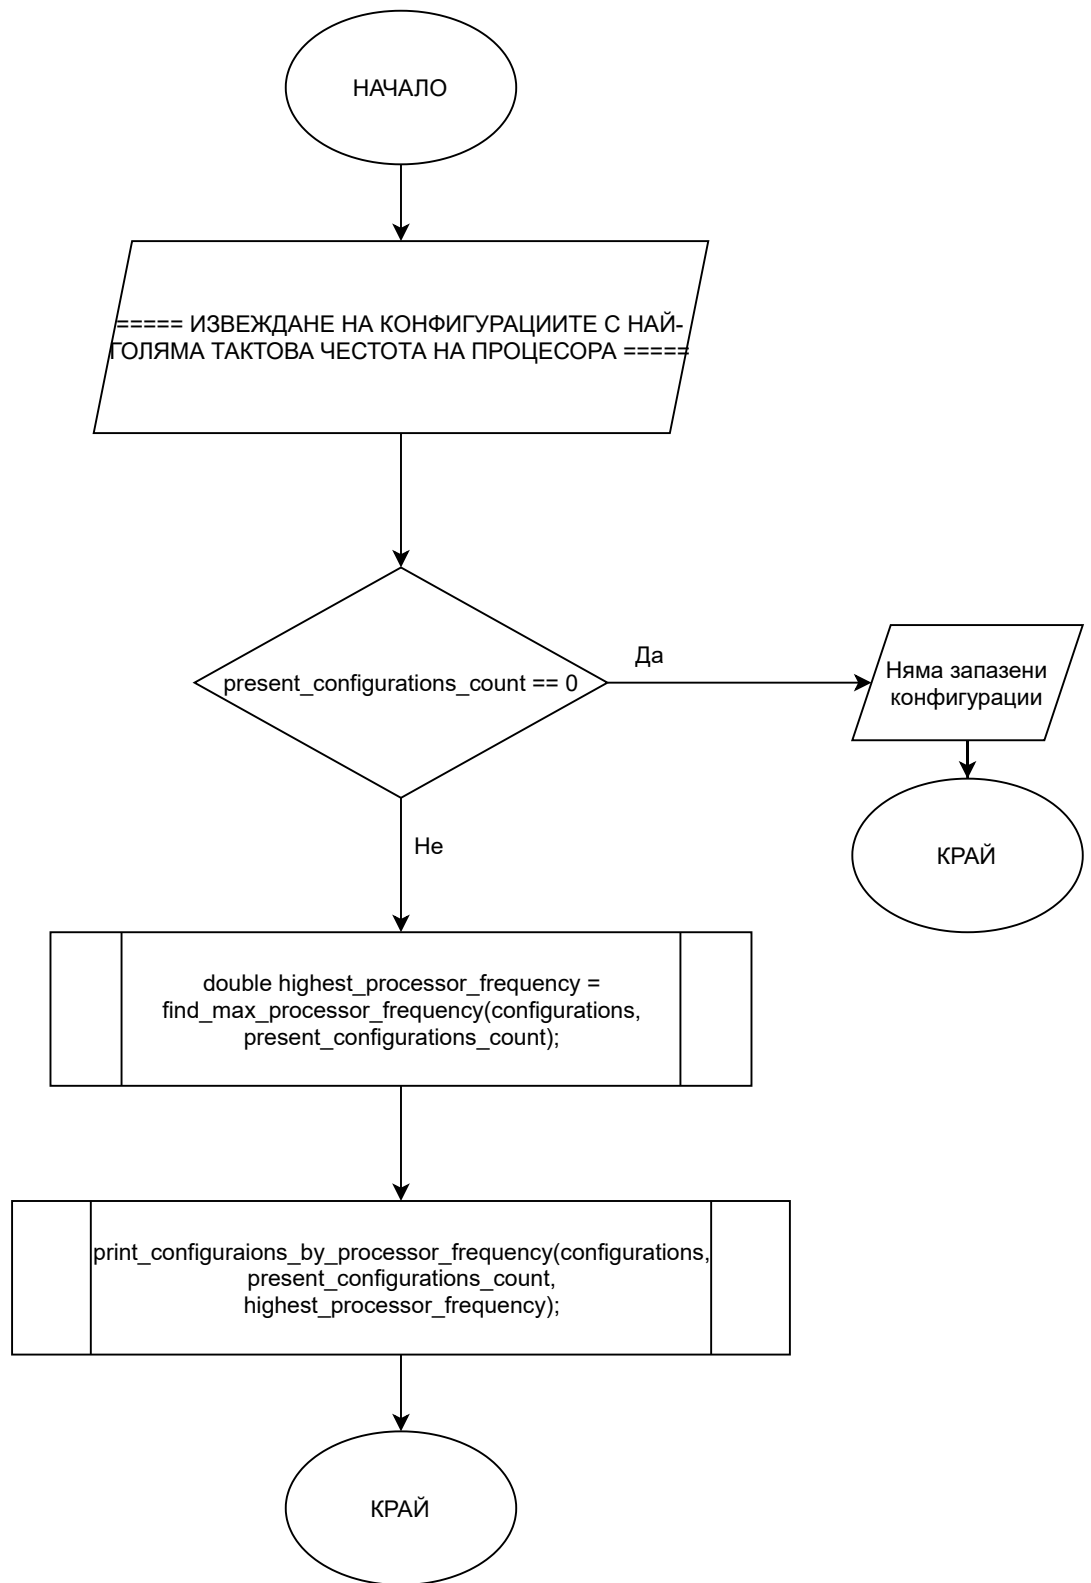 НАЧАЛО
===== ИЗВЕЖДАНЕ НА КОНФИГУРАЦИИТЕ С НАЙ-
ГОЛЯМА ТАКТОВА ЧЕСТОТА НА ПРОЦЕСОРА =====
present_configurations_count == 0
Да
Няма запазени
конфигурации
КРАЙ
Не
double highest_processor_frequency =
find_max_processor_frequency(configurations,
present_configurations_count);
print_configuraions_by_processor_frequency(configurations,
present_configurations_count,
highest_processor_frequency);
КРАЙ